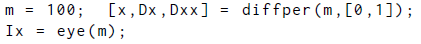 m = 100;  [x,Dx,Dxx] = diffper(m,[0,1]);
Ix = eye(m);